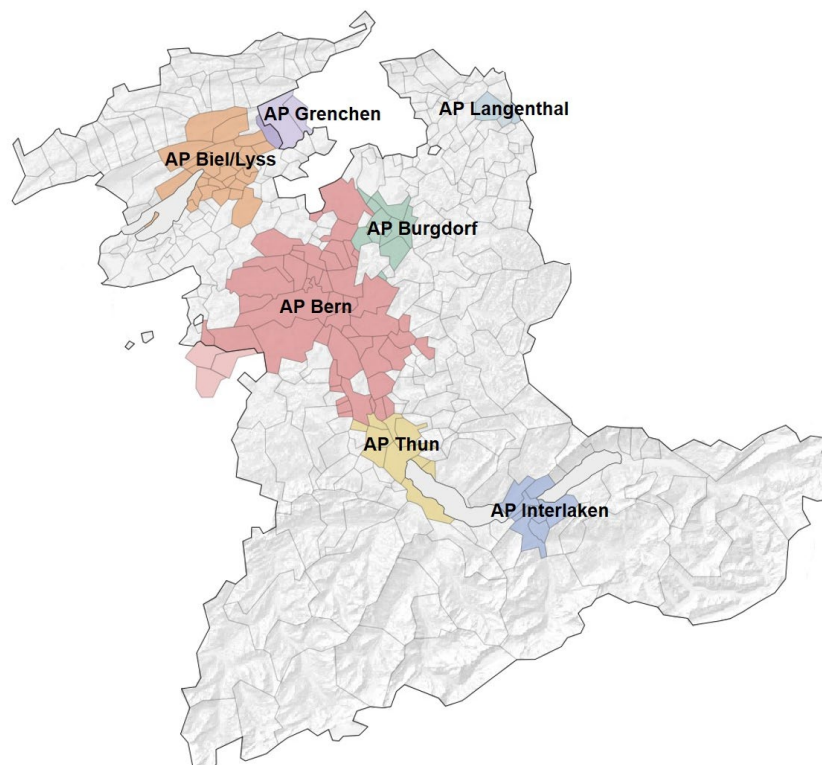 AP Grenchen
AP Langenthal
AP Biel/Lyss
AP Burgdorf
AP Bern
AP Thun
AP Interlaken